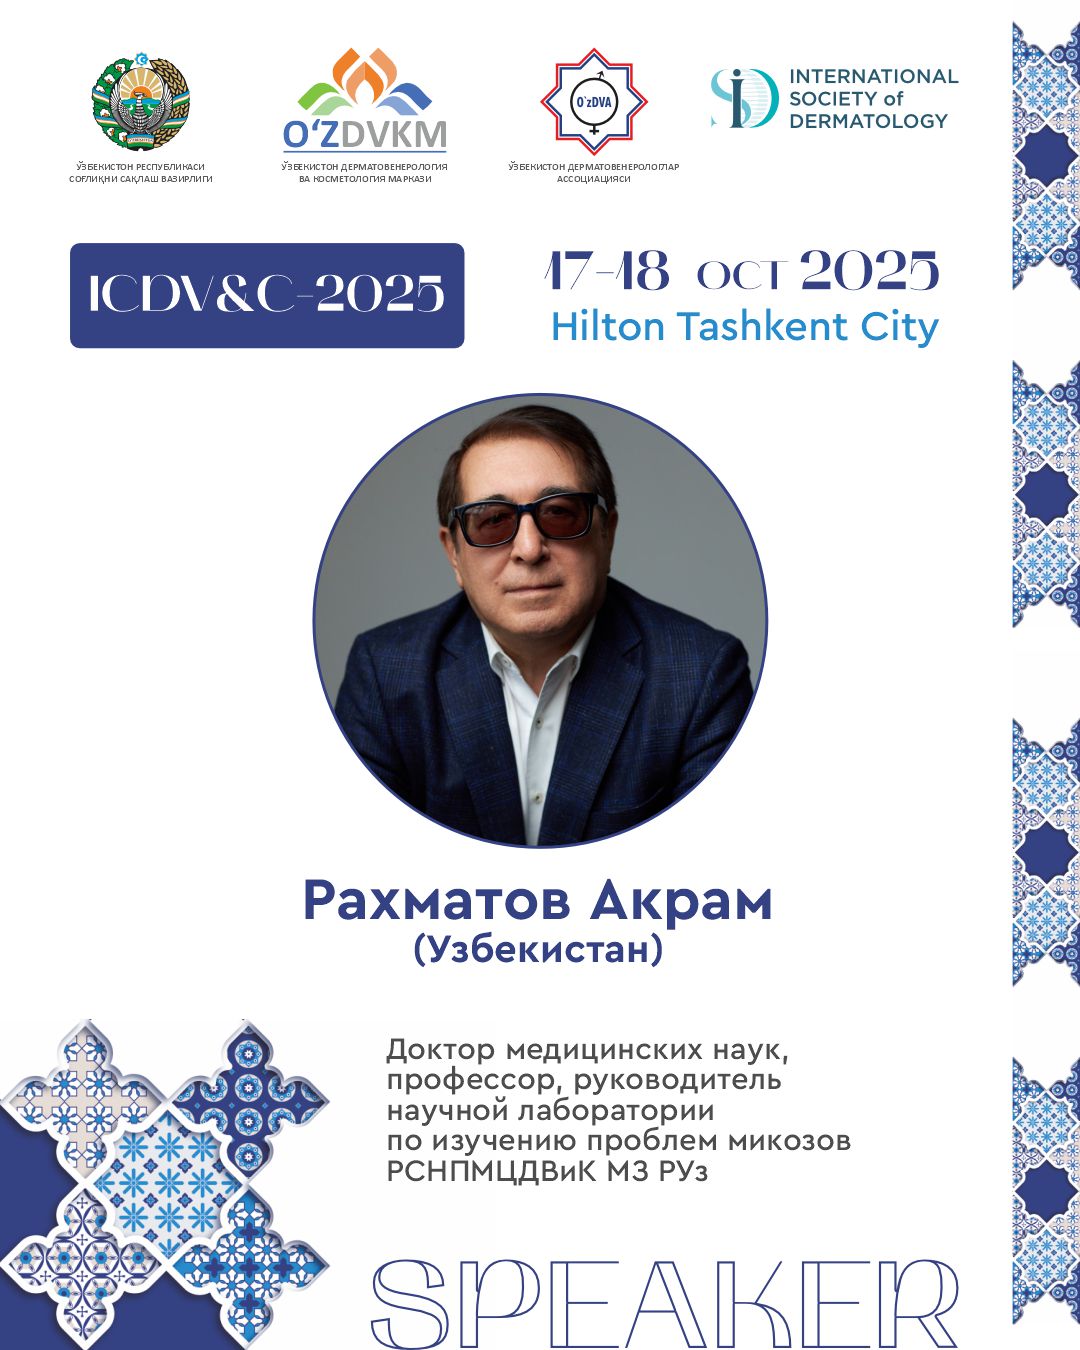 ЎЗБЕКИСТОН РЕСПУБЛИКАСИ
СОҒЛИҚНИ САҚЛАШ ВАЗИРЛИГИ
OʻZDVKM
ЎЗБЕКИСТОН ДЕРМАТОВЕНЕРОЛОГИЯ
ВА КОСМЕТОЛОГИЯ МАРКАЗИ
O`zDVA
ЎЗБЕКИСТОН ДЕРМАТОВЕНЕРОЛОГЛАР
АССОЦИАЦИЯСИ
INTERNATIONAL
SOCIETY of
DERMATOLOGY
ICDV&C-2025
17-18 OCT 2025
Hilton Tashkent City
Рахматов Акрам
(Узбекистан)
Доктор медицинских наук,
профессор, руководитель
научной лаборатории
по изучению проблем микозов
РСНПМЦДВиК МЗ РУз
SPEAKER